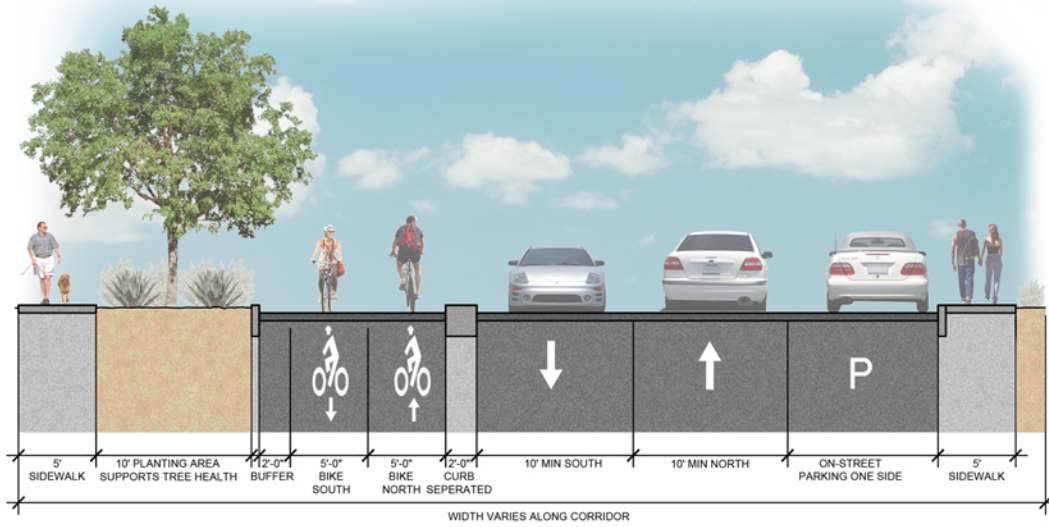 P
5'
SIDEWALK
10' PLANTING AREA
SUPPORTS TREE HEALTH
2'-0"
BUFFER
5'-0"
BIKE
SOUTH
5'-0"
BIKE
NORTH
2'-0"
CURB
SEPERATED
10' MIN SOUTH
10' MIN NORTH
ON-STREET
PARKING ONE SIDE
5'
SIDEWALK
WIDTH VARIES ALONG CORRIDOR